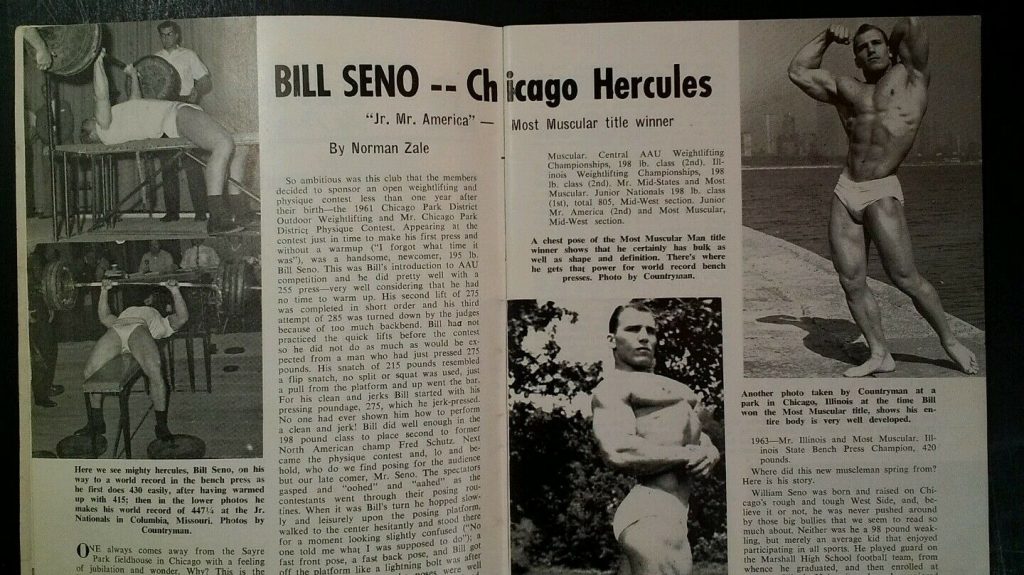 BILL SENO -- Chicago Hercules
"Jr. Mr. America" — Most Muscular title winner
By Norman Zale
Here we see mighty hercules, Bill Seno, on his
way to a world record in the bench press as
he first does 430 easily, after having warmed
up with 415; then in the lower photos he
makes his world record of 447¼ at the Jr.
Nationals in Columbia, Missouri. Photos by
Countryman.
ONE always comes away from the Sayre
Park fieldhouse in Chicago with a feeling
of jubilation and wonder. Why? This is the
So ambitious was this club that the members
decided to sponsor an open weightlifting and
physique contest less than one year after
their birth—the 1961 Chicago Park District
Outdoor Weightlifting and Mr. Chicago Park
District Physique Contest. Appearing at the
contest just in time to make his first press and
without a warmup ("I forgot what time it
was"), was a handsome, newcomer, 195 lb.
Bill Seno. This was Bill's introduction to AAU
competition and he did pretty well with a
255 press—very well considering that he had
no time to warm up. His second lift of 275
was completed in short order and his third
attempt of 285 was turned down by the judges
because of too much backbend. Bill had not
practiced the quick lifts before the contest
so he did not do as much as would be ex-
pected from a man who had just pressed 275
pounds. His snatch of 215 pounds resembled
a flip snatch, no split or squat was used, just
a pull from the platform and up went the bar.
For his clean and jerks Bill started with his
pressing poundage, 275, which he jerk-pressed.
No one had ever shown him how to perform
a clean and jerk! Bill did well enough in the
198 pound class to place second to former
North American champ Fred Schutz. Next
came the physique contest and, lo and be-
hold, who do we find posing for the audience
but our late comer, Mr. Seno. The spectators
gasped and "oohed" and "aahed" as the
contestants went through their posing rou-
tines. When it was Bill's turn he hopped slow-
ly and leisurely upon the posing platform,
walked to the center hesitantly and stood there
for a moment looking slightly confused ("No
one told me what I was supposed to do"); a
fast front pose, a fast back pose, and Bill got
off the platform like a lightning bolt was after
poses were well
Muscular. Central AAU Weightlifting
Championships, 198 lb. class (2nd). Ill-
inois Weightlifting Championships, 198
lb. class (2nd). Mr. Mid-States and Most
Muscular. Junior Nationals 198 lb. class
(1st), total 805, Mid-West section. Junior
Mr. America (2nd) and Most Muscular,
Mid-West section.
A chest pose of the Most Muscular Man title
winner shows that he certainly has bulk as
well as shape and definition. There's where
he gets that power for world record bench
presses. Photo by Countryman.
Another photo taken by Countryman at a
park in Chicago, Illinois at the time Bill
won the Most Muscular title, shows his en-
tire body is very well developed.
1963—Mr. Illinois and Most Muscular. Ill-
inois State Bench Press Champion, 420
pounds.
Where did this new muscleman spring from?
Here is his story.
William Seno was born and raised on Chi-
cago's rough and tough West Side, and, be-
lieve it or not, he was never pushed around
by those big bullies that we seem to read so
much about. Neither was he a 98 pound weak-
ling, but merely an average kid that enjoyed
participating in all sports. He played guard on
the Marshall High School football team, from
whence he graduated, and then enrolled at